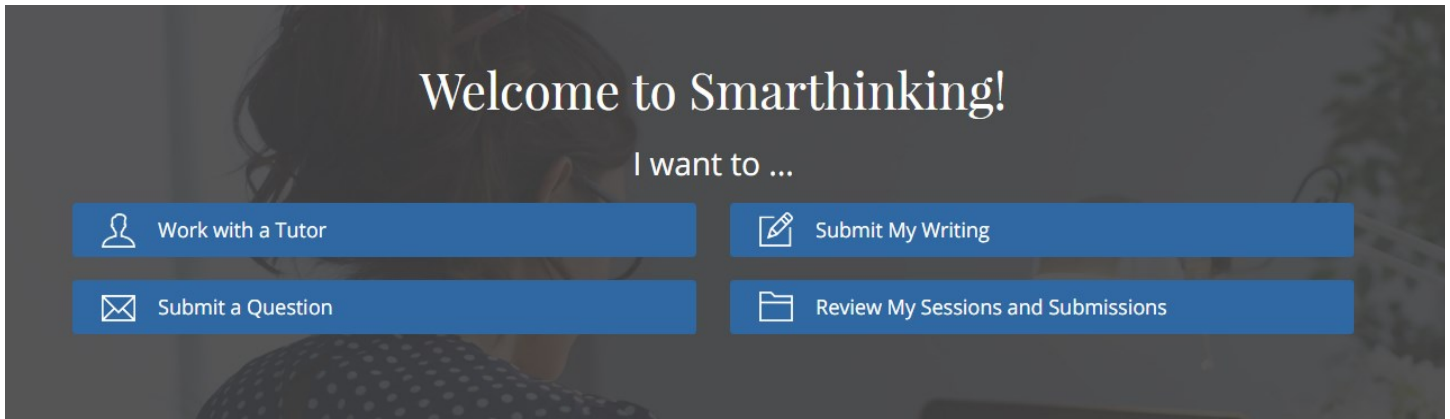 Welcome to Smarthinking!
I want to ...
Work with a Tutor
Submit My Writing
Submit a Question
Review My Sessions and Submissions